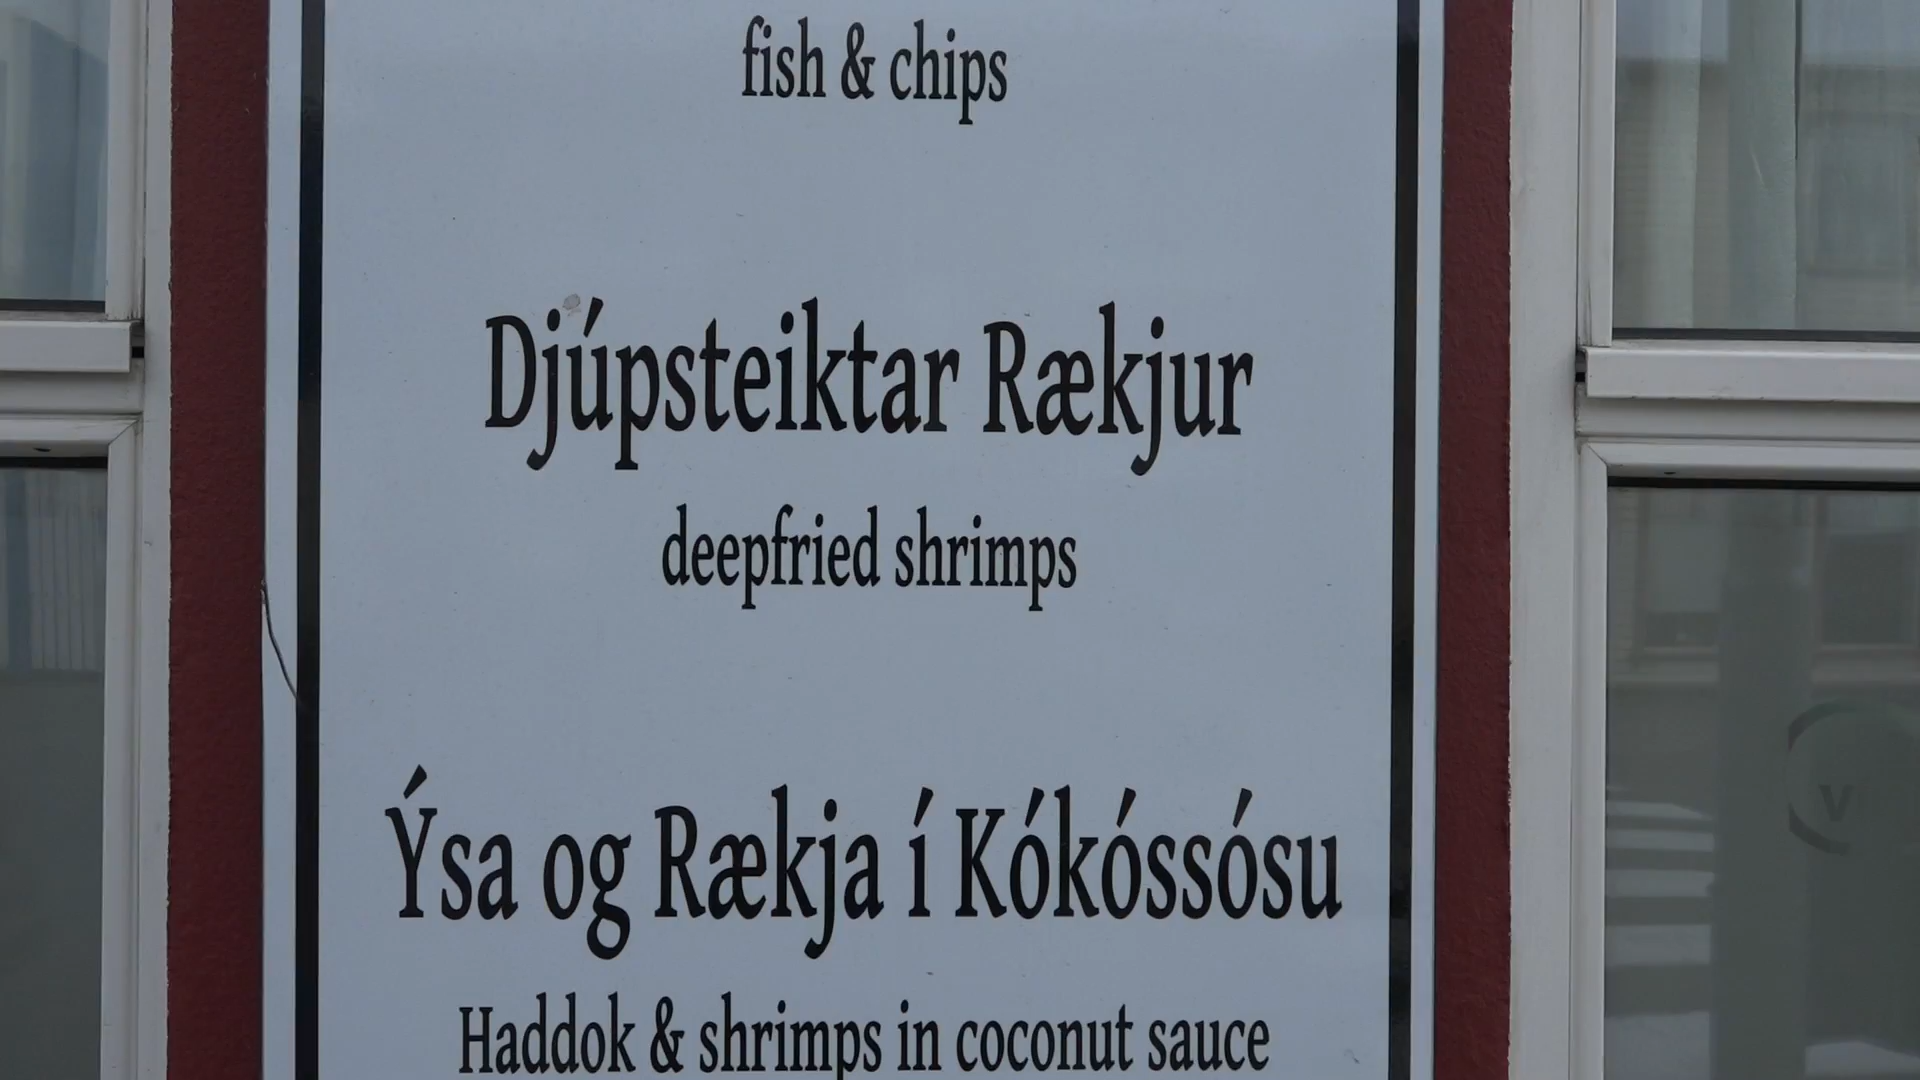 fish & chips
Djúpsteiktar Rækjur
deepfried shrimps
Ýsa og Rækja í Kókóssósu
Haddok & shrimps in coconut sauce